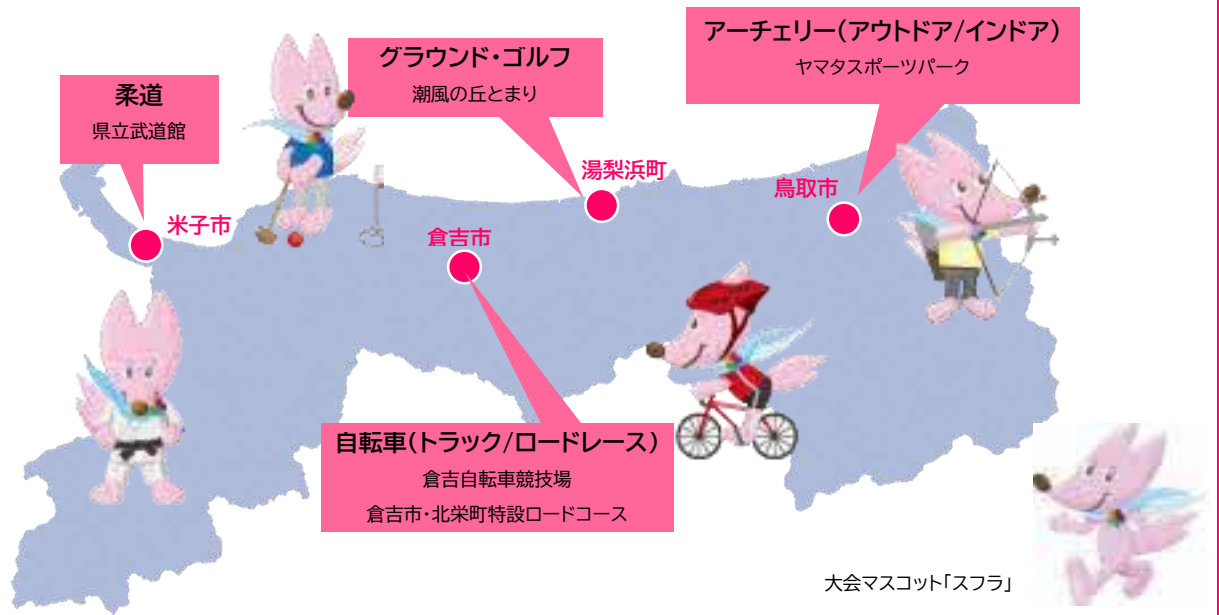 アーチェリー(アウトドア/インドア)
ヤマタスポーツパーク
グラウンド・ゴルフ
潮風の丘とまり
柔道
県立武道館
湯梨浜町
鳥取市
米子市
倉吉市
自転車(トラック/ロードレース)
倉吉自転車競技場
倉吉市・北栄町特設ロードコース
大会マスコット「スフラ」